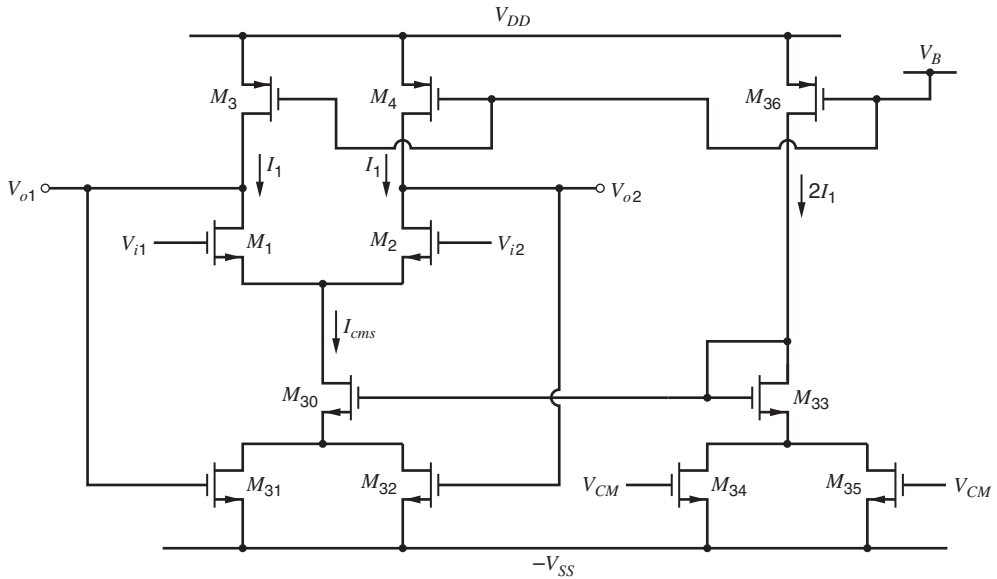 V_DD
V_B
M_3
M_4
M_36
I_1
I_1
2I_1
V_o1
V_o2
V_i1
M_1
M_2
V_i2
I_cms
M_30
M_33
M_31
M_32
V_CM
M_34
M_35
V_CM
−V_SS